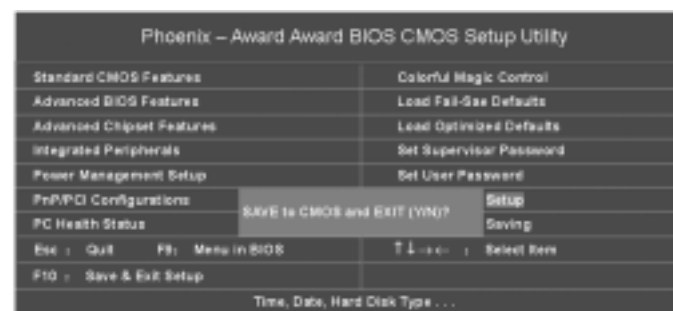 Phoenix – Award Award BIOS CMOS Setup Utility
Standard CMOS Features
Colorful Magic Control
Advanced BIOS Features
Load Fail-Sae Defaults
Advanced Chipset Features
Load Optimized Defaults
Integrated Peripherals
Set Supervisor Password
Power Management Setup
Set User Password
PnP/PCI Configurations
Setup
SAVE to CMOS and EXIT (Y/N)?
PC Health Status
Saving
Esc : Quit F9: Menu in BIOS ↑↓→← : Select Item
F10 : Save & Exit Setup
Time, Date, Hard Disk Type . . .